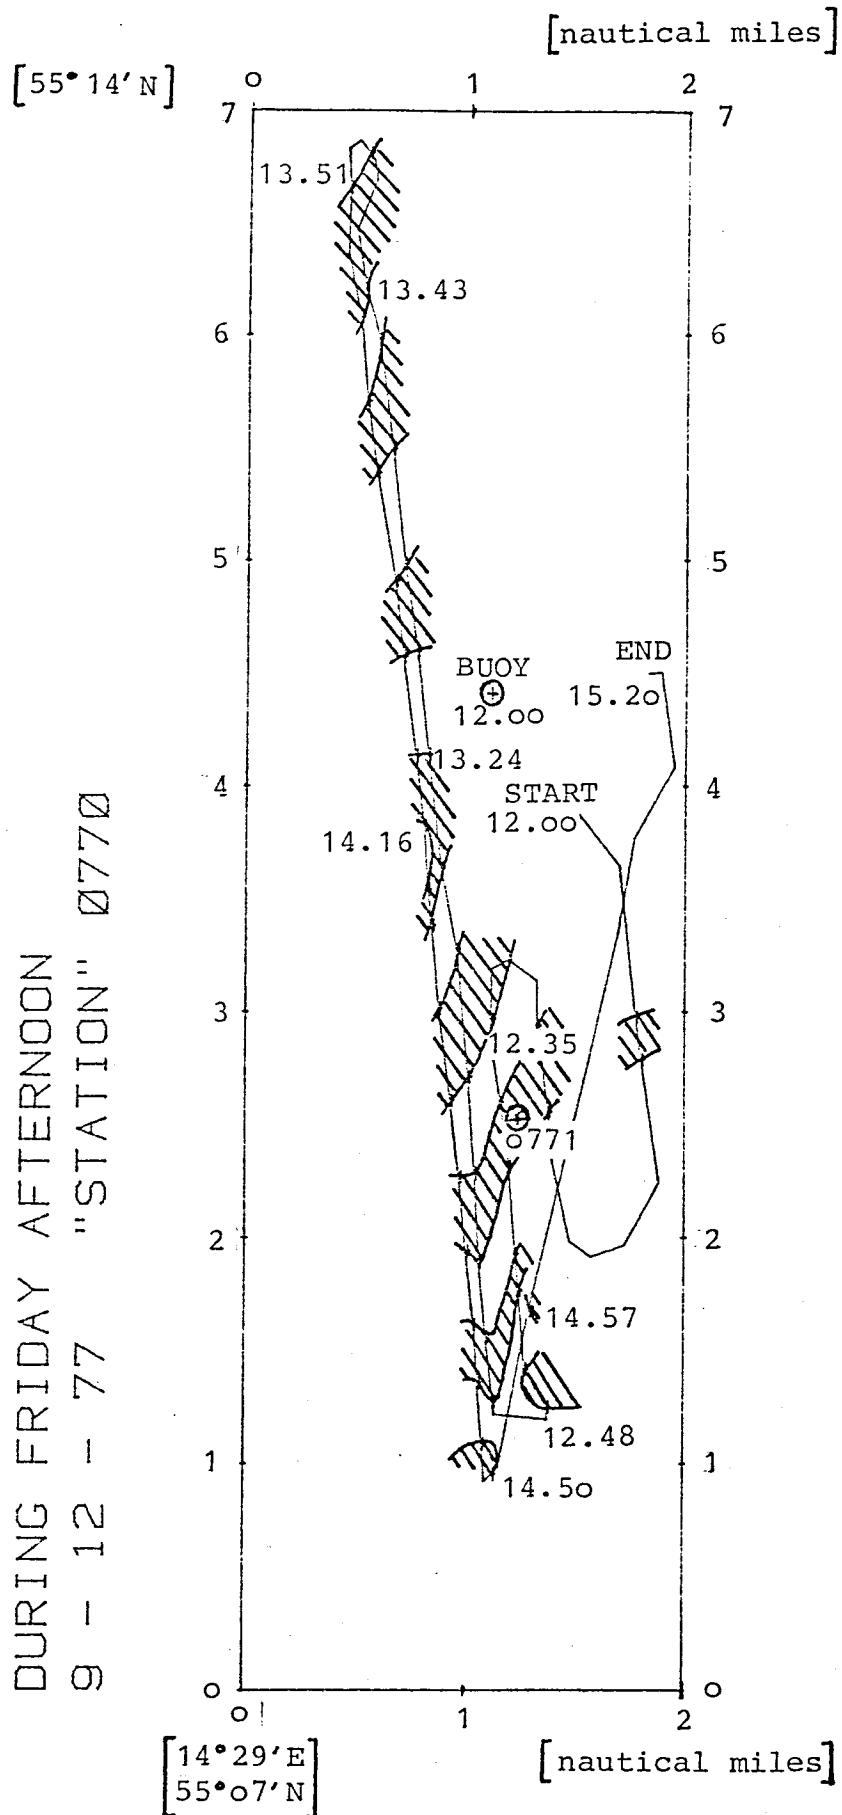 [nautical miles]
[55°14'N]
0 1 2
7 7
13.51
13.43
6 6
5 5
END
BUOY
15.20
12.00
13.24
4 4
START
12.00
14.16
3 3
12.35
0771
2 2
14.57
12.48
1 1
14.50
0 0
0 1 2
[14°29'E
55°07'N]
[nautical miles]
DURING FRIDAY AFTERNOON
9 - 12 - 77 "STATION" 0770